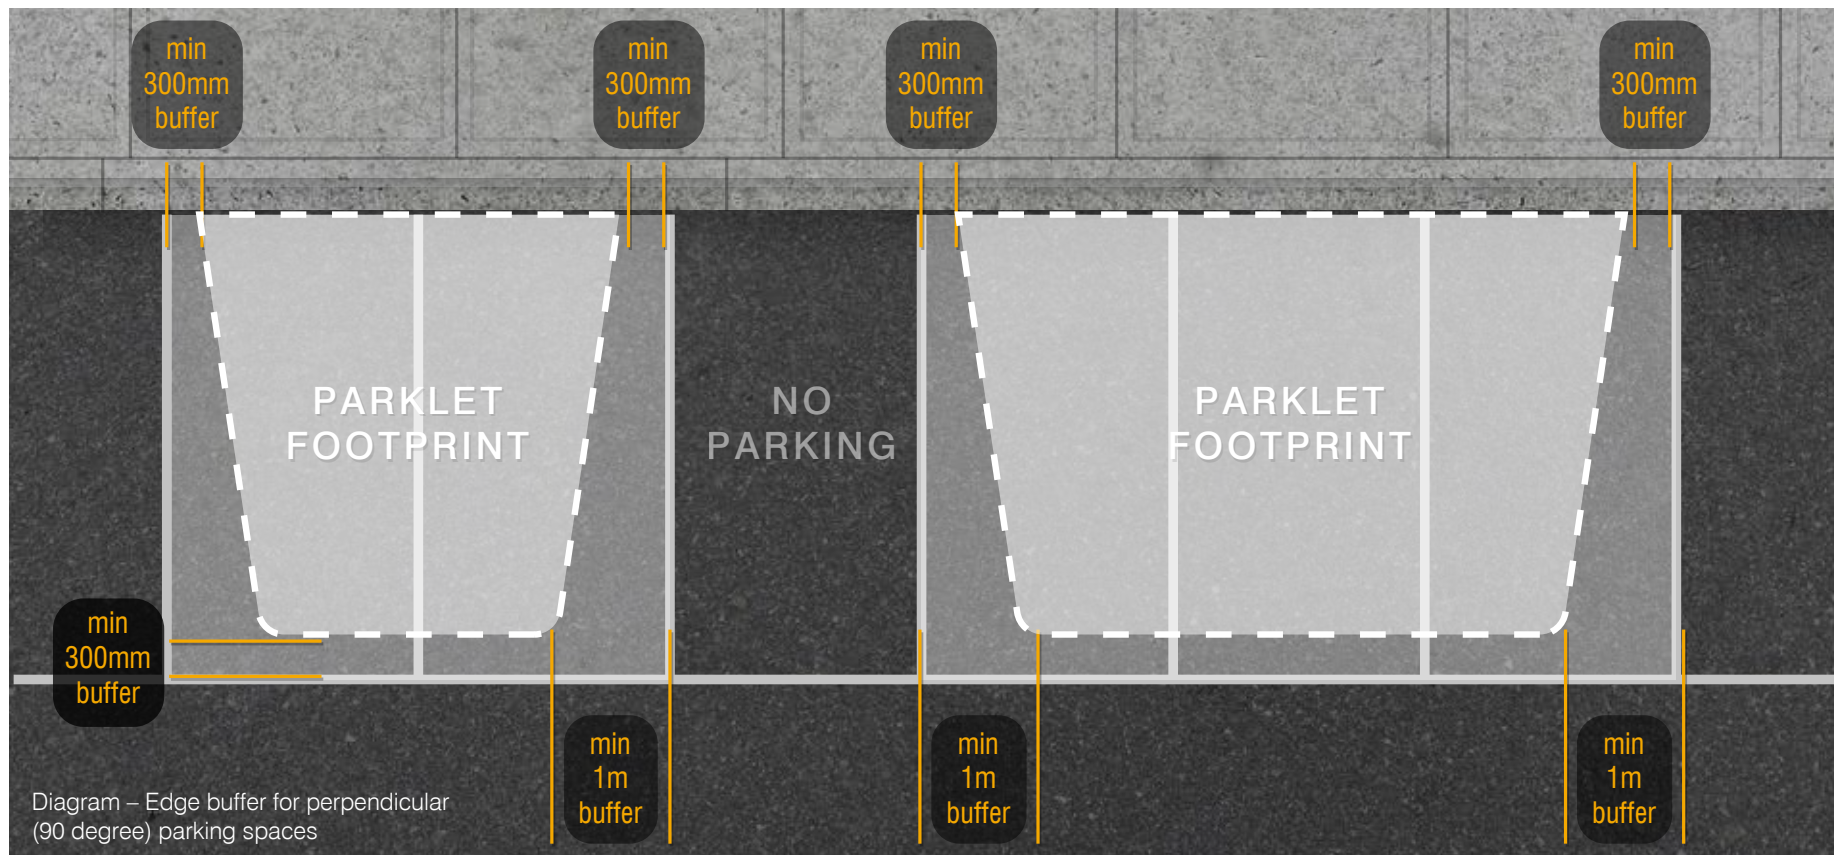 min
300mm
buffer
min
300mm
buffer
min
300mm
buffer
min
300mm
buffer
PARKLET
FOOTPRINT
NO
PARKING
PARKLET
FOOTPRINT
min
300mm
buffer
min
1m
buffer
min
1m
buffer
min
1m
buffer
Diagram – Edge buffer for perpendicular
(90 degree) parking spaces